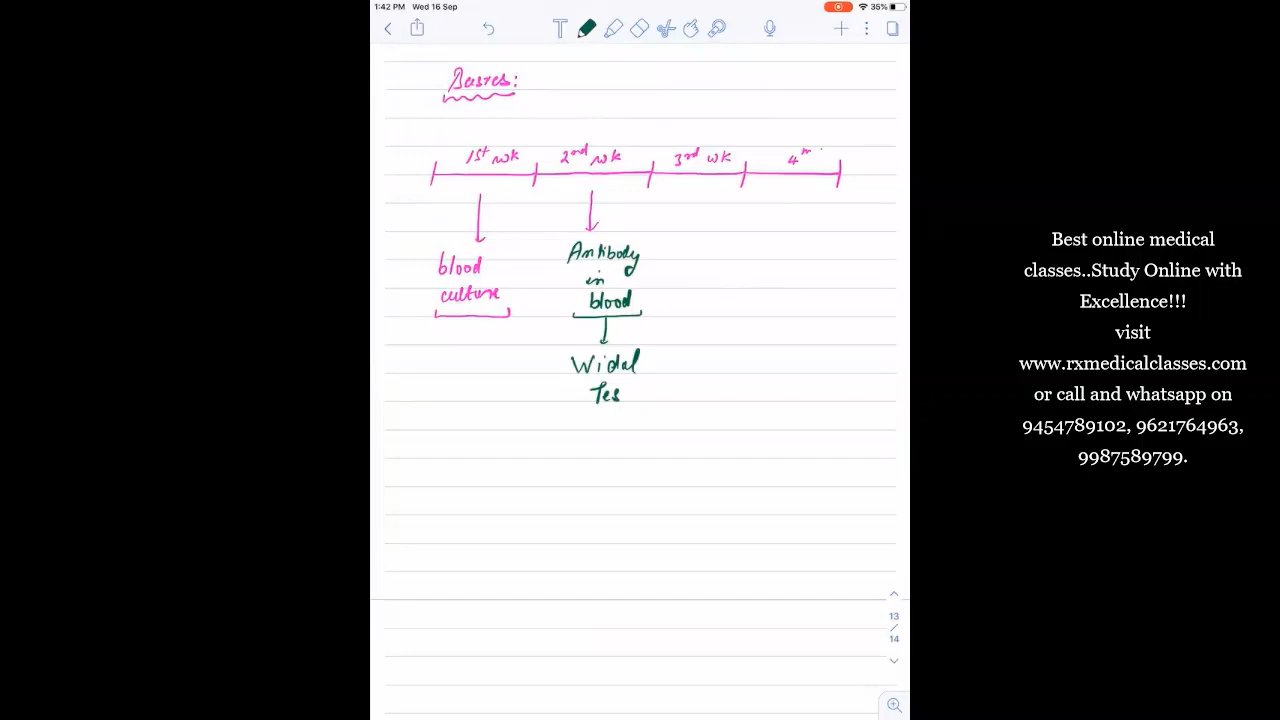 1:42 PM Wed 16 Sep
35%
Basics:
1st wk 2nd wk 3rd wk 4th
blood
culture
Antibody
in
blood
Widal
Tes
13
/
14
Best online medical
classes..Study Online with
Excellence!!!
visit
www.rxmedicalclasses.com
or call and whatsapp on
9454789102, 9621764963,
9987589799.